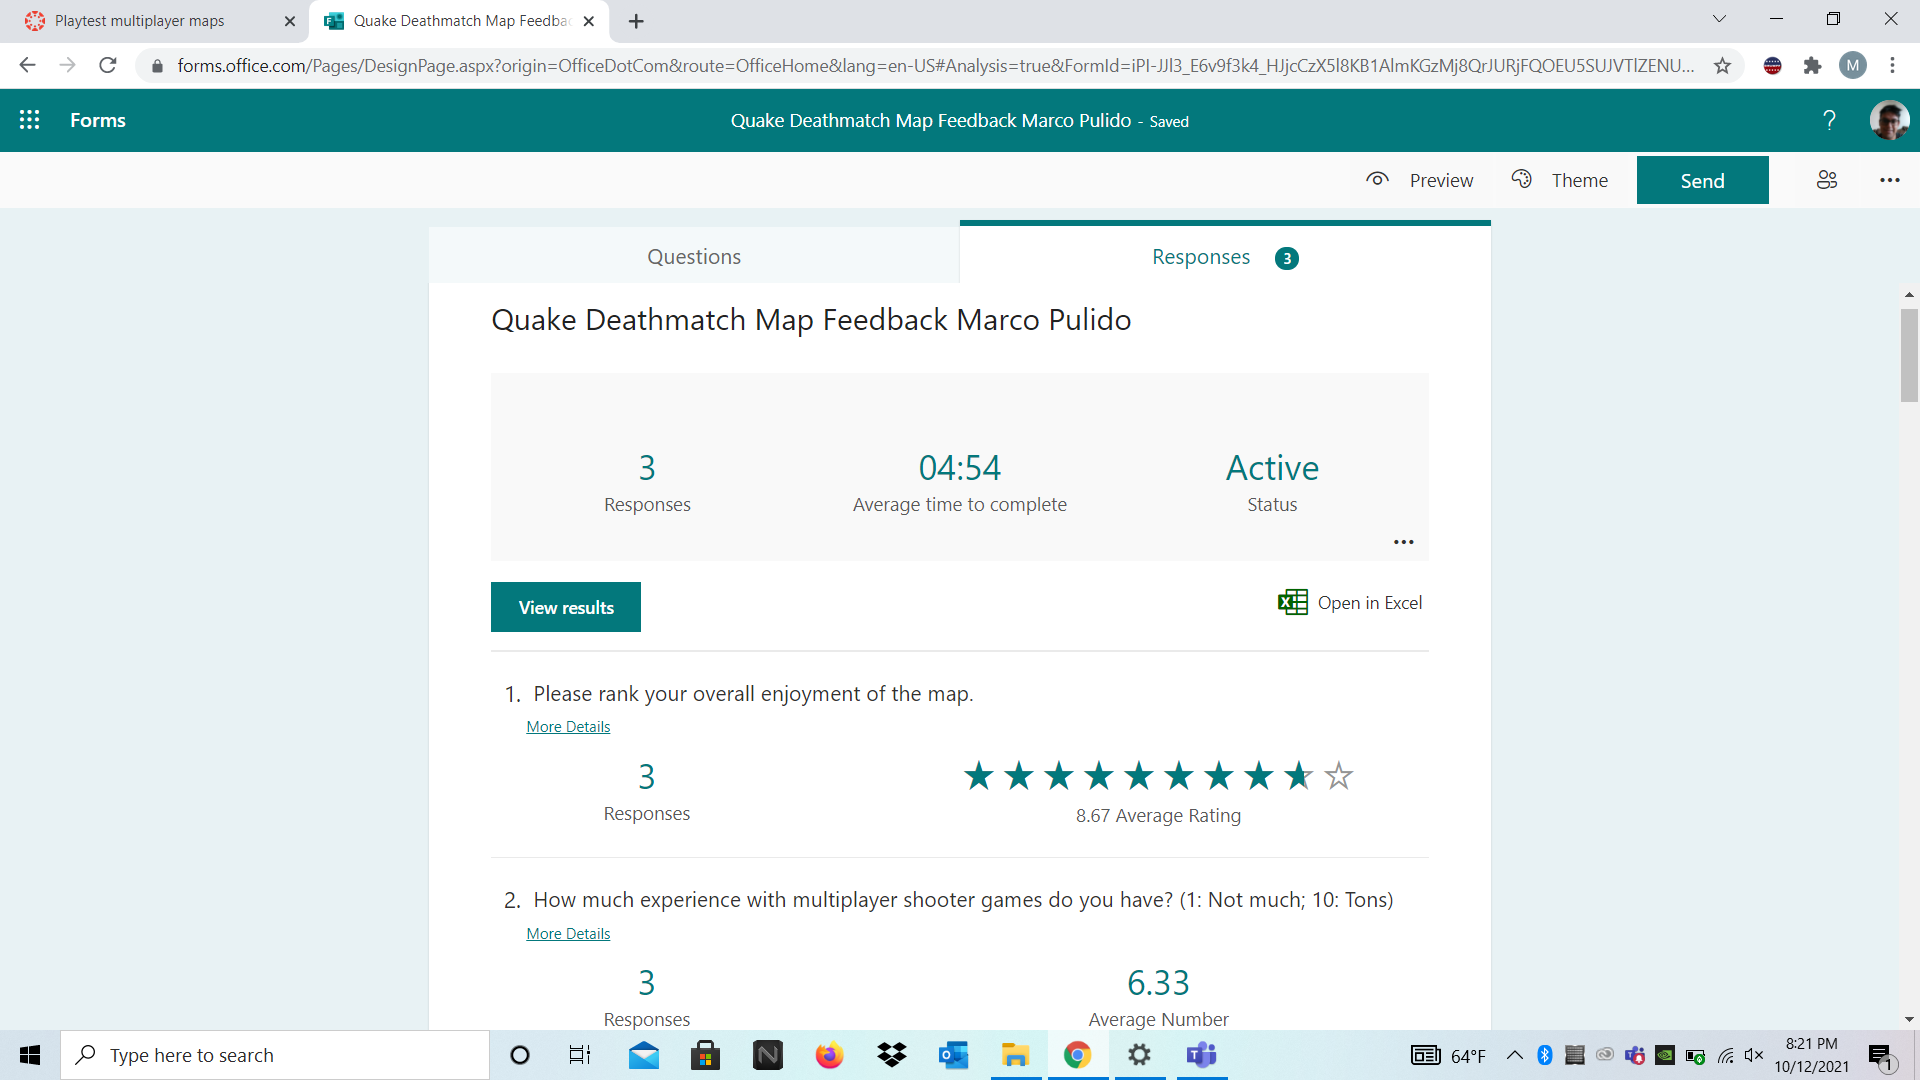 Playtest multiplayer maps
Quake Deathmatch Map Feedba
forms.office.com/Pages/DesignPage.aspx?origin=OfficeDotCom&route=OfficeHome&lang=en-US#Analysis=true&FormId=iPI-JJl3_E6v9f3k4_HJjcCzX5l8KB1AlmKGzMj8QrJURjFQOEU5SUJVTlZENU...
M
Forms
Quake Deathmatch Map Feedback Marco Pulido - Saved
?
Preview
Theme
Send
Questions
Responses 3
Quake Deathmatch Map Feedback Marco Pulido
3
Responses
04:54
Average time to complete
Active
Status
View results
Open in Excel
1. Please rank your overall enjoyment of the map.
More Details
3
Responses
8.67 Average Rating
2. How much experience with multiplayer shooter games do you have? (1: Not much; 10: Tons)
More Details
3
Responses
6.33
Average Number
Type here to search
64°F
8:21 PM
10/12/2021
1